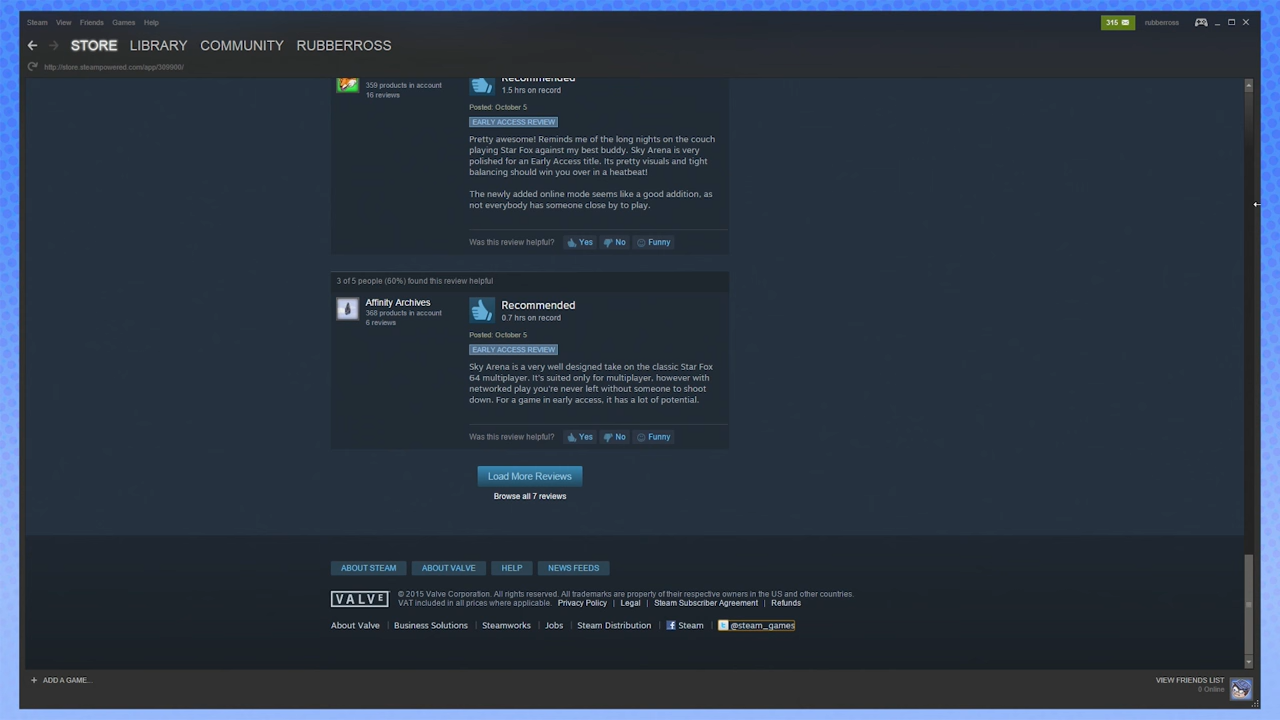 Steam View Friends Games Help
315 rubberross
STORE LIBRARY COMMUNITY RUBBERROSS
http://store.steampowered.com/app/300900/
359 products in account
16 reviews
Recommended
1.5 hrs on record
Posted: October 5
EARLY ACCESS REVIEW
Pretty awesome! Reminds me of the long nights on the couch
playing Star Fox against my best buddy. Sky Arena is very
polished for an Early Access title. Its pretty visuals and tight
balancing should win you over in a heatbeat!
The newly added online mode seems like a good addition, as
not everybody has someone close by to play.
Was this review helpful? Yes No Funny
3 of 5 people (60%) found this review helpful
Affinity Archives
368 products in account
6 reviews
Recommended
0.7 hrs on record
Posted: October 5
EARLY ACCESS REVIEW
Sky Arena is a very well designed take on the classic Star Fox
64 multiplayer. It's suited only for multiplayer, however with
networked play you're never left without someone to shoot
down. For a game in early access, it has a lot of potential.
Was this review helpful? Yes No Funny
Load More Reviews
Browse all 7 reviews
ABOUT STEAM ABOUT VALVE HELP NEWS FEEDS
VALVE
© 2015 Valve Corporation. All rights reserved. All trademarks are property of their respective owners in the US and other countries.
VAT included in all prices where applicable. Privacy Policy | Legal | Steam Subscriber Agreement | Refunds
About Valve | Business Solutions | Steamworks | Jobs | Steam Distribution | Steam | @steam_games
+ ADD A GAME...
VIEW FRIENDS LIST
0 Online